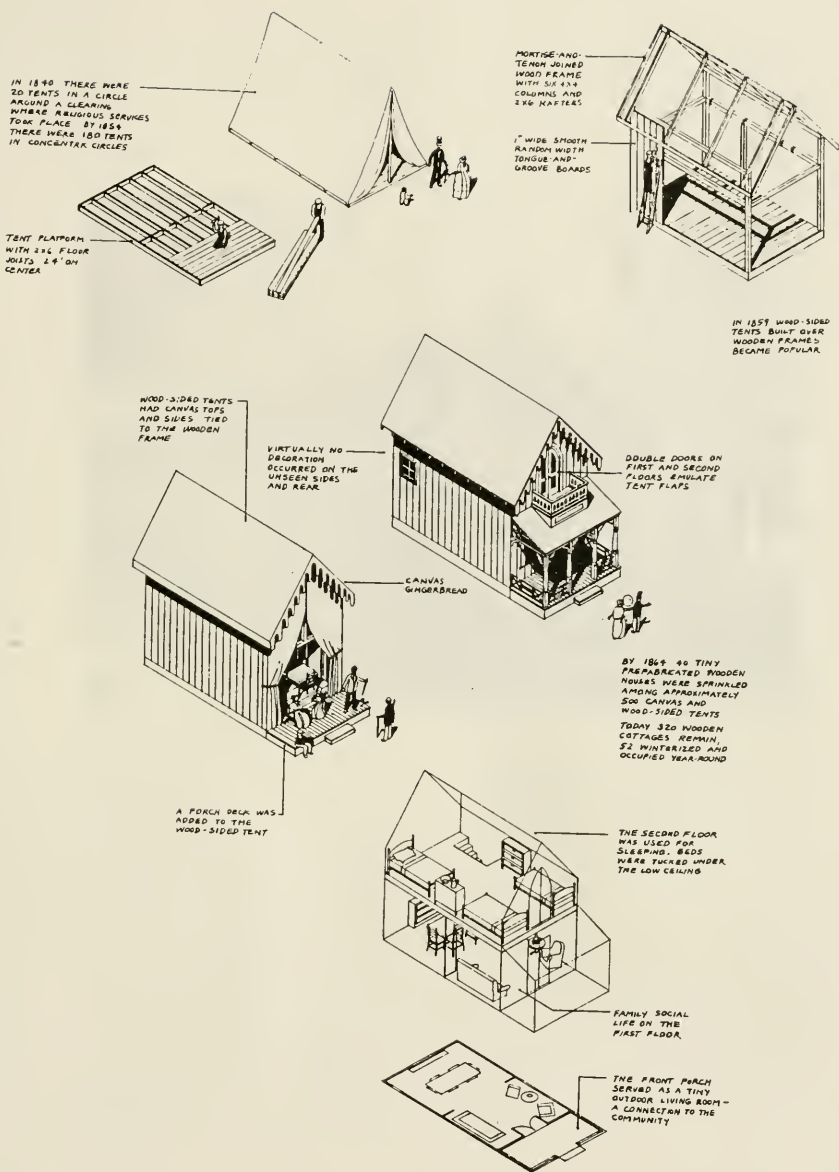 IN 1840 THERE WERE
20 TENTS IN A CIRCLE
AROUND A CLEARING
WHERE RELIGIOUS SERVICES
TOOK PLACE BY 1854
THERE WERE 180 TENTS
IN CONCENTRIC CIRCLES
TENT PLATFORM
WITH 2x6 FLOOR
JOISTS 24" ON
CENTER
MORTISE-AND-
TENON JOINED
WOOD FRAME
WITH SIX 4x4
COLUMNS AND
2x6 RAFTERS
1" WIDE SMOOTH
RANDOM WIDTH
TONGUE-AND-
GROOVE BOARDS
IN 1859 WOOD-SIDED
TENTS BUILT OVER
WOODEN FRAMES
BECAME POPULAR
WOOD-SIDED TENTS
HAD CANVAS TOPS
AND SIDES TIED
TO THE WOODEN
FRAME
VIRTUALLY NO
DECORATION
OCCURRED ON THE
UNSEEN SIDES
AND REAR
DOUBLE DOORS ON
FIRST AND SECOND
FLOORS EMULATE
TENT FLAPS
CANVAS
GINGERBREAD
BY 1864 40 TINY
PREFABREATED WOODEN
HOUSES WERE SPRINKLED
AMONG APPROXIMATELY
500 CANVAS AND
WOOD-SIDED TENTS
TODAY 320 WOODEN
COTTAGES REMAIN,
52 WINTERIZED AND
OCCUPIED YEAR-ROUND
A PORCH DECK WAS
ADDED TO THE
WOOD-SIDED TENT
THE SECOND FLOOR
WAS USED FOR
SLEEPING. BEDS
WERE TUCKED UNDER
THE LOW CEILING
FAMILY SOCIAL
LIFE ON THE
FIRST FLOOR
THE FRONT PORCH
SERVED AS A TINY
OUTDOOR LIVING ROOM—
A CONNECTION TO THE
COMMUNITY